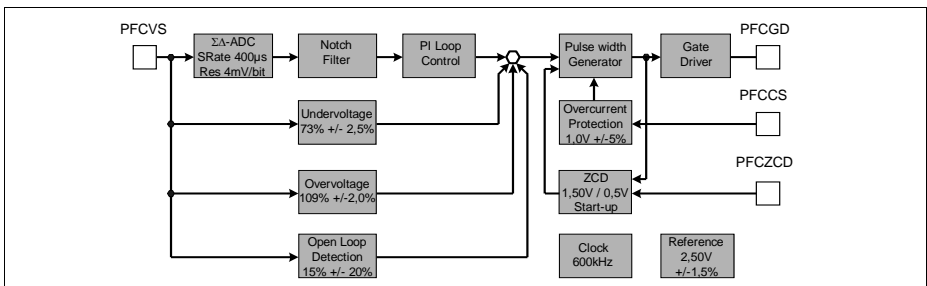 PFCVS
ΣΔ-ADC
SRate 400µs
Res 4mV/bit
Notch
Filter
PI Loop
Control
Pulse width
Generator
Gate
Driver
PFCGD
Undervoltage
73% +/- 2,5%
Overcurrent
Protection
1,0V +/-5%
PFCCS
Overvoltage
109% +/-2,0%
ZCD
1,50V / 0,5V
Start-up
PFCZCD
Open Loop
Detection
15% +/- 20%
Clock
600kHz
Reference
2,50V
+/-1,5%